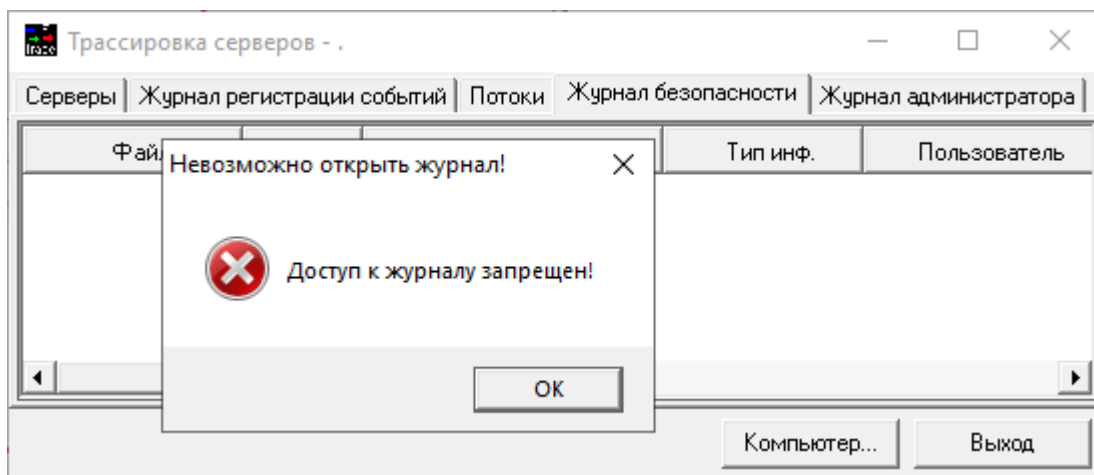 Трассировка серверов - .
Серверы
Журнал регистрации событий
Потоки
Журнал безопасности
Журнал администратора
Тип инф.
Пользователь
Невозможно открыть журнал!
Доступ к журналу запрещен!
OK
Компьютер...
Выход